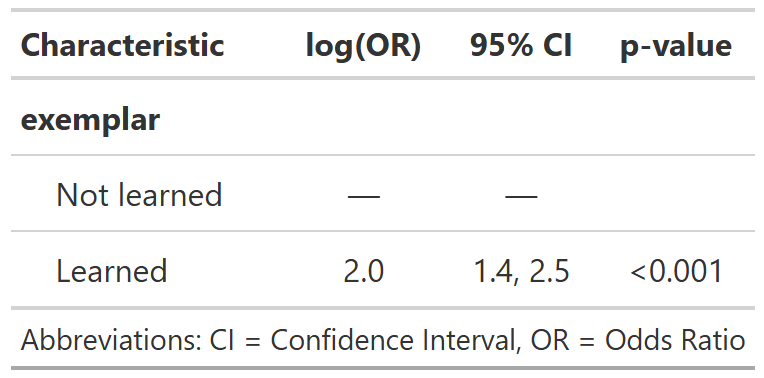 Characteristic log(OR) 95% CI p-value
exemplar
Not learned — —
Learned 2.0 1.4, 2.5 <0.001
Abbreviations: CI = Confidence Interval, OR = Odds Ratio